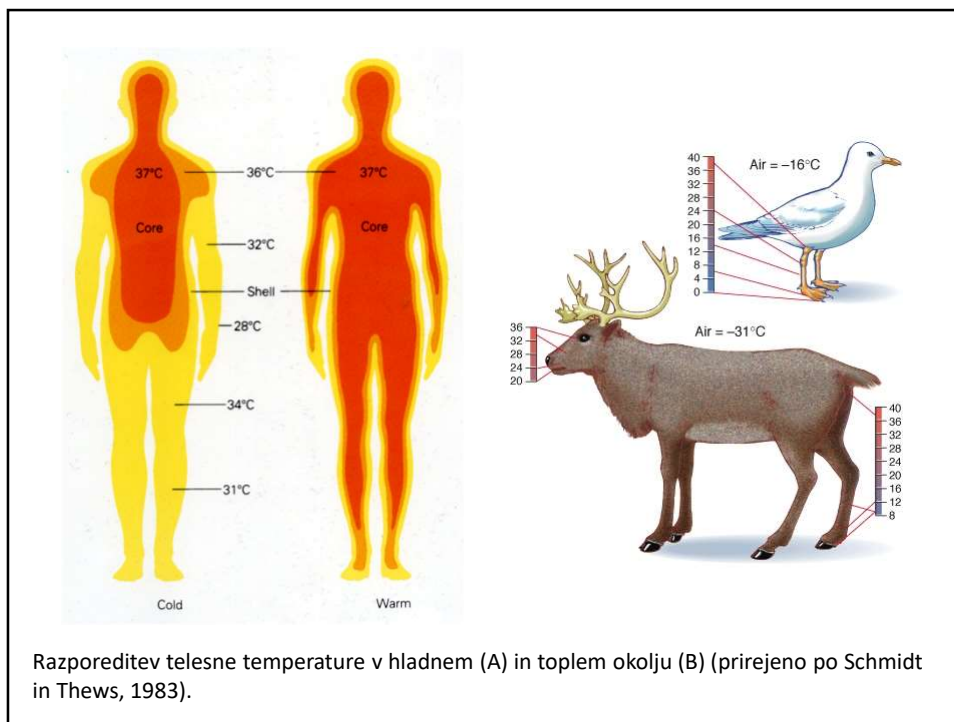 37°C
36°C
37°C
Core
Core
32°C
Shell
28°C
34°C
31°C
Cold
Warm
Air = –16°C
40
36
32
28
24
20
16
12
8
4
0
Air = –31°C
36
32
28
24
20
40
36
32
28
24
20
16
12
8
Razporeditev telesne temperature v hladnem (A) in toplem okolju (B) (prirejeno po Schmidt
in Thews, 1983).